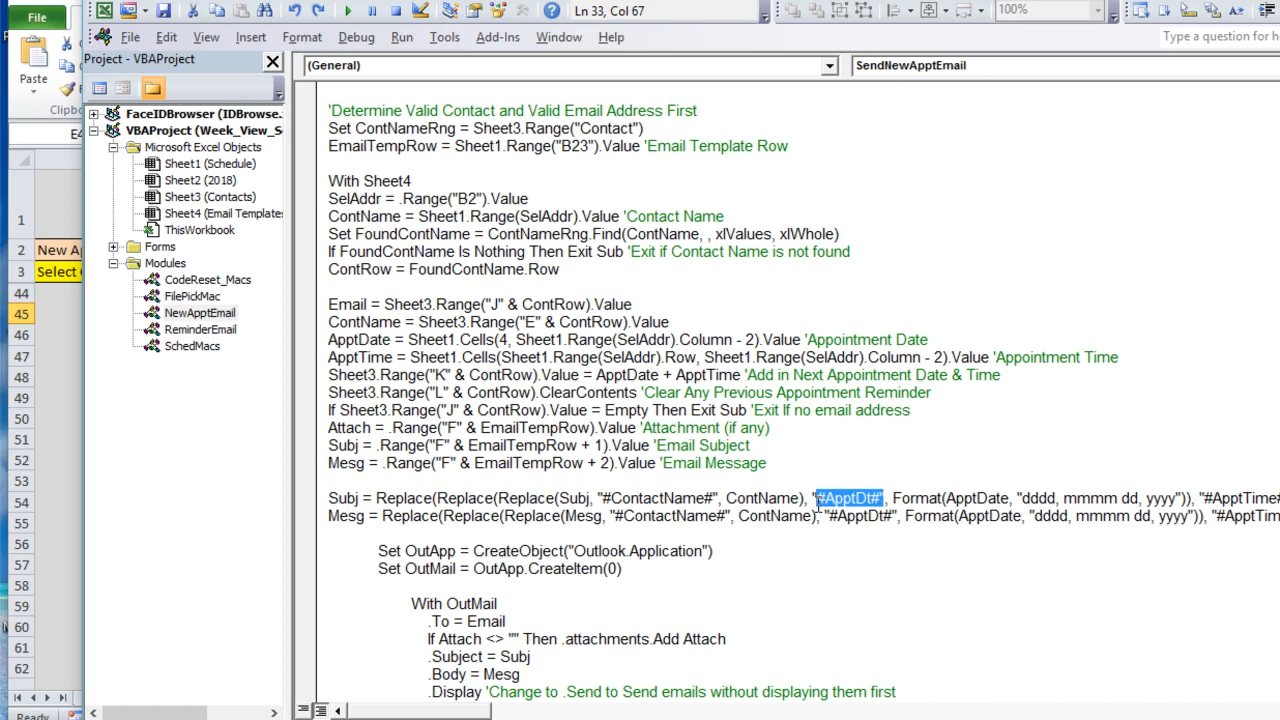 File
Ln 33, Col 67
100%
File Edit View Insert Format Debug Run Tools Add-Ins Window Help
Type a question for h
Paste
Clipbo
Project - VBAProject
(General)
SendNewApptEmail
FaceIDBrowser (IDBrowse.
VBAProject (Week_View_S
Microsoft Excel Objects
Sheet1 (Schedule)
Sheet2 (2018)
Sheet3 (Contacts)
Sheet4 (Email Templates
ThisWorkbook
Forms
Modules
CodeReset_Macs
FilePickMac
NewApptEmail
ReminderEmail
SchedMacs
E4
1
2 New Ap
3 Select C
44
45
46
47
48
49
50
51
52
53
54
55
56
57
58
59
60
61
62
Ready
'Determine Valid Contact and Valid Email Address First
Set ContNameRng = Sheet3.Range("Contact")
EmailTempRow = Sheet1.Range("B23").Value 'Email Template Row
With Sheet4
SelAddr = .Range("B2").Value
ContName = Sheet1.Range(SelAddr).Value 'Contact Name
Set FoundContName = ContNameRng.Find(ContName, , xlValues, xlWhole)
If FoundContName Is Nothing Then Exit Sub 'Exit if Contact Name is not found
ContRow = FoundContName.Row
Email = Sheet3.Range("J" & ContRow).Value
ContName = Sheet3.Range("E" & ContRow).Value
ApptDate = Sheet1.Cells(4, Sheet1.Range(SelAddr).Column - 2).Value 'Appointment Date
ApptTime = Sheet1.Cells(Sheet1.Range(SelAddr).Row, Sheet1.Range(SelAddr).Column - 2).Value 'Appointment Time
Sheet3.Range("K" & ContRow).Value = ApptDate + ApptTime 'Add in Next Appointment Date & Time
Sheet3.Range("L" & ContRow).ClearContents 'Clear Any Previous Appointment Reminder
If Sheet3.Range("J" & ContRow).Value = Empty Then Exit Sub 'Exit If no email address
Attach = .Range("F" & EmailTempRow).Value 'Attachment (if any)
Subj = .Range("F" & EmailTempRow + 1).Value 'Email Subject
Mesg = .Range("F" & EmailTempRow + 2).Value 'Email Message
Subj = Replace(Replace(Replace(Subj, "#ContactName#", ContName), "#ApptDt#", Format(ApptDate, "dddd, mmmm dd, yyyy")), "#ApptTime#
Mesg = Replace(Replace(Replace(Mesg, "#ContactName#", ContName), "#ApptDt#", Format(ApptDate, "dddd, mmmm dd, yyyy")), "#ApptTim
Set OutApp = CreateObject("Outlook.Application")
Set OutMail = OutApp.CreateItem(0)
With OutMail
.To = Email
If Attach <> "" Then .attachments.Add Attach
.Subject = Subj
.Body = Mesg
.Display 'Change to .Send to Send emails without displaying them first